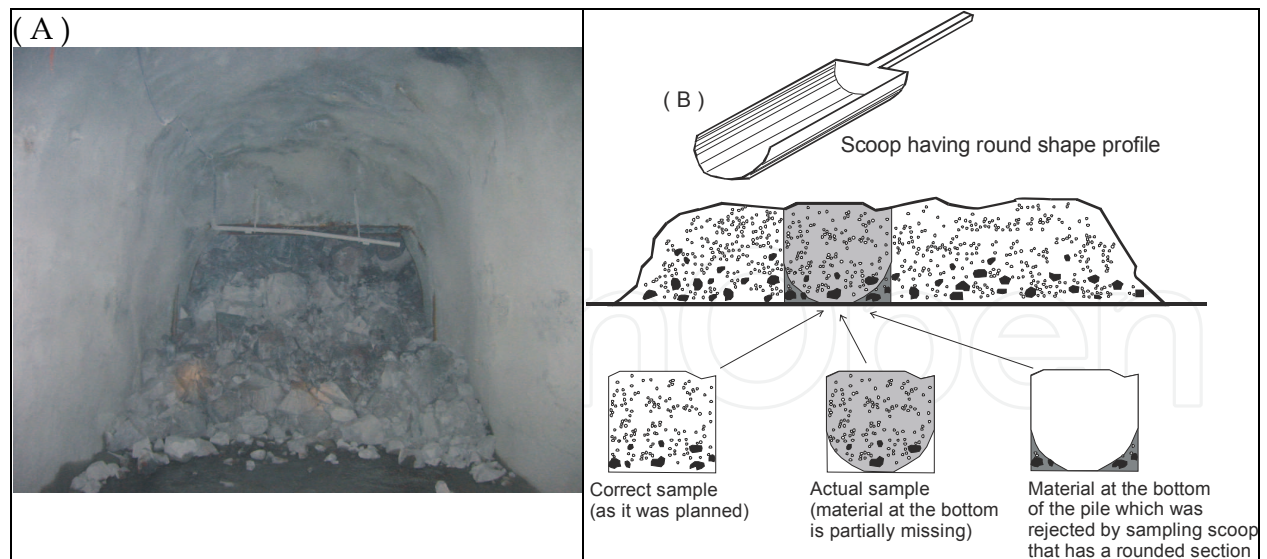 ( A )
( B )
Scoop having round shape profile
Correct sample
(as it was planned)
Actual sample
(material at the bottom
is partially missing)
Material at the bottom
of the pile which was
rejected by sampling scoop
that has a rounded section